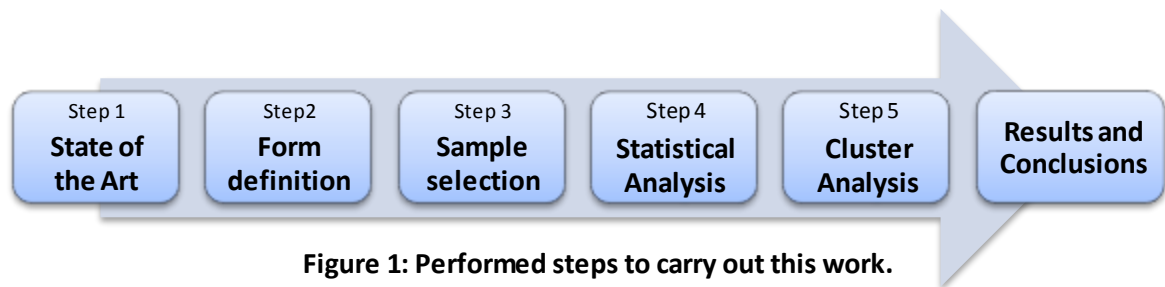 Step 1
State of
the Art
Step2
Form
definition
Step 3
Sample
selection
Step 4
Statistical
Analysis
Step 5
Cluster
Analysis
Results and
Conclusions
Figure 1: Performed steps to carry out this work.